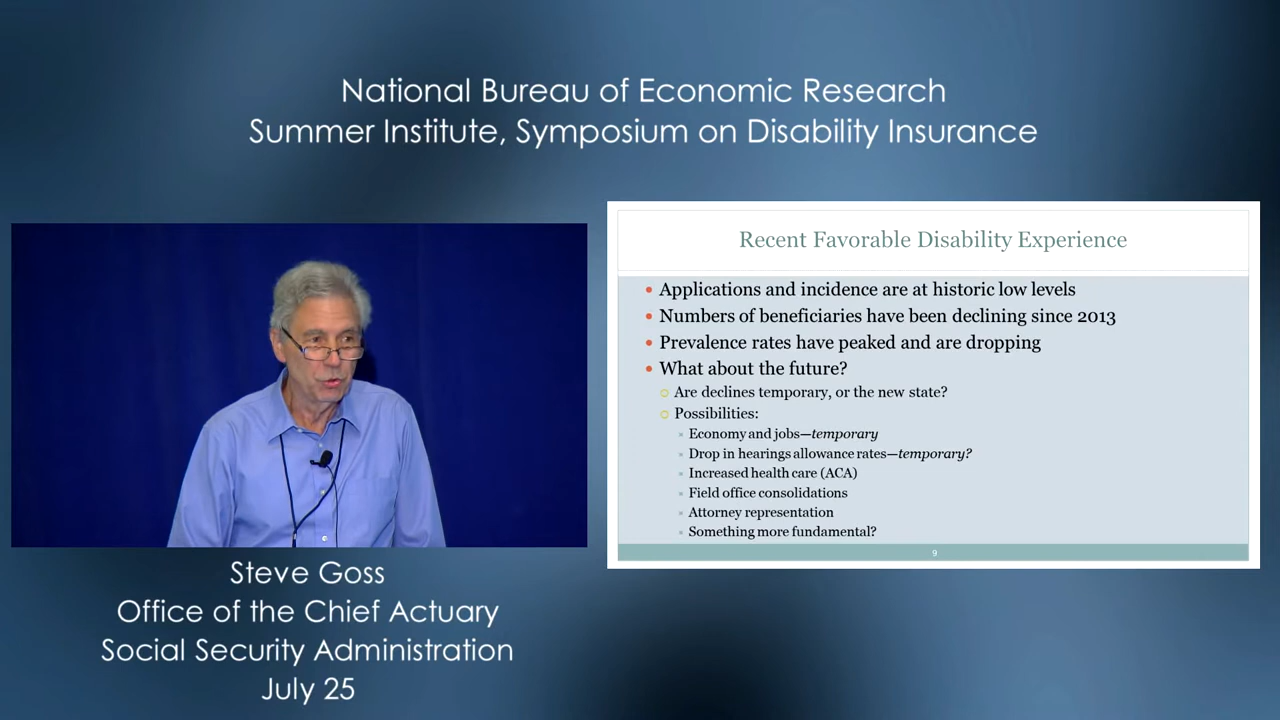 National Bureau of Economic Research
Summer Institute, Symposium on Disability Insurance
Recent Favorable Disability Experience
• Applications and incidence are at historic low levels
• Numbers of beneficiaries have been declining since 2013
• Prevalence rates have peaked and are dropping
• What about the future?
○ Are declines temporary, or the new state?
○ Possibilities:
▪ Economy and jobs—temporary
▪ Drop in hearings allowance rates—temporary?
▪ Increased health care (ACA)
▪ Field office consolidations
▪ Attorney representation
▪ Something more fundamental?
9
Steve Goss
Office of the Chief Actuary
Social Security Administration
July 25